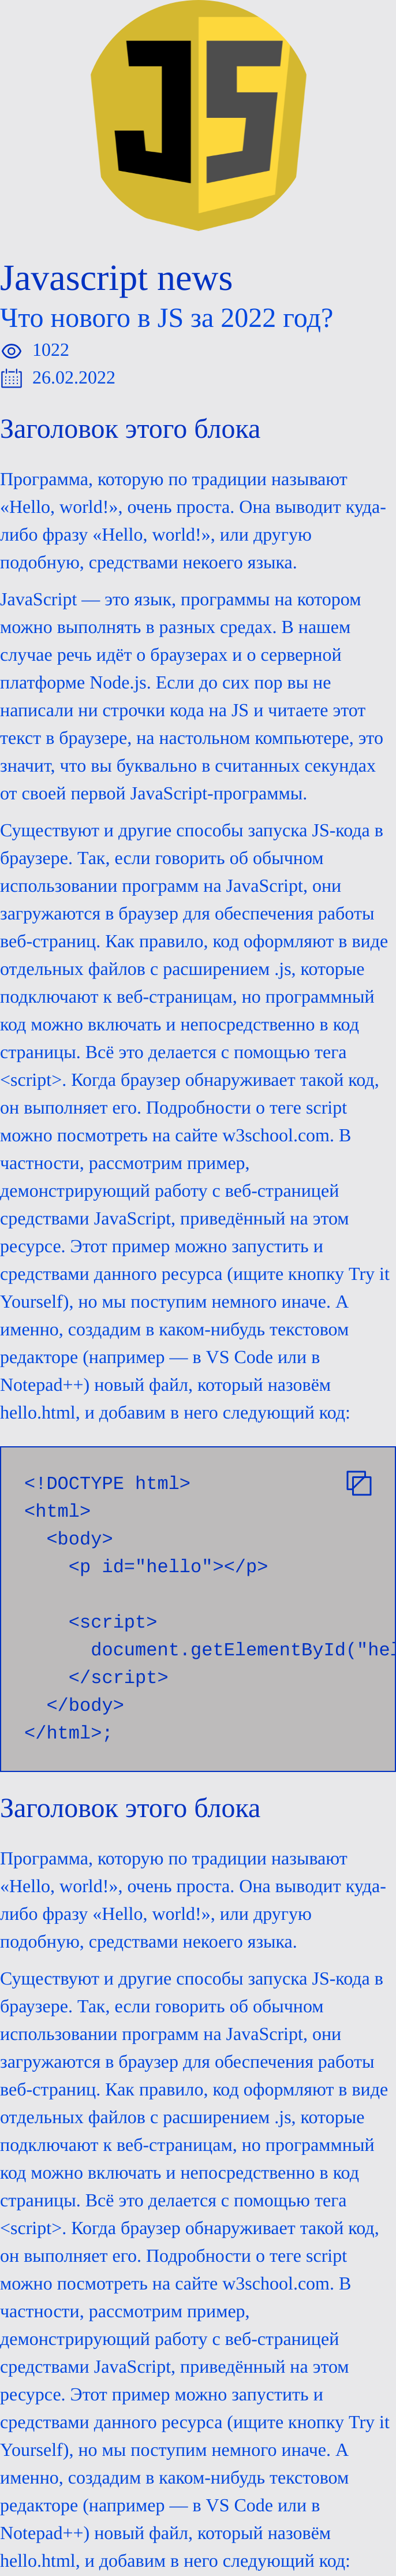 JS
Javascript news
Что нового в JS за 2022 год?
1022
26.02.2022
Заголовок этого блока
Программа, которую по традиции называют
«Hello, world!», очень проста. Она выводит куда-
либо фразу «Hello, world!», или другую
подобную, средствами некоего языка.
JavaScript — это язык, программы на котором
можно выполнять в разных средах. В нашем
случае речь идёт о браузерах и о серверной
платформе Node.js. Если до сих пор вы не
написали ни строчки кода на JS и читаете этот
текст в браузере, на настольном компьютере, это
значит, что вы буквально в считанных секундах
от своей первой JavaScript-программы.
Существуют и другие способы запуска JS-кода в
браузере. Так, если говорить об обычном
использовании программ на JavaScript, они
загружаются в браузер для обеспечения работы
веб-страниц. Как правило, код оформляют в виде
отдельных файлов с расширением .js, которые
подключают к веб-страницам, но программный
код можно включать и непосредственно в код
страницы. Всё это делается с помощью тега
<script>. Когда браузер обнаруживает такой код,
он выполняет его. Подробности о теге script
можно посмотреть на сайте w3school.com. В
частности, рассмотрим пример,
демонстрирующий работу с веб-страницей
средствами JavaScript, приведённый на этом
ресурсе. Этот пример можно запустить и
средствами данного ресурса (ищите кнопку Try it
Yourself), но мы поступим немного иначе. А
именно, создадим в каком-нибудь текстовом
редакторе (например — в VS Code или в
Notepad++) новый файл, который назовём
hello.html, и добавим в него следующий код:
<!DOCTYPE html>
<html>
<body>
<p id="hello"></p>
<script>
document.getElementById("hel
</script>
</body>
</html>;
Заголовок этого блока
Программа, которую по традиции называют
«Hello, world!», очень проста. Она выводит куда-
либо фразу «Hello, world!», или другую
подобную, средствами некоего языка.
Существуют и другие способы запуска JS-кода в
браузере. Так, если говорить об обычном
использовании программ на JavaScript, они
загружаются в браузер для обеспечения работы
веб-страниц. Как правило, код оформляют в виде
отдельных файлов с расширением .js, которые
подключают к веб-страницам, но программный
код можно включать и непосредственно в код
страницы. Всё это делается с помощью тега
<script>. Когда браузер обнаруживает такой код,
он выполняет его. Подробности о теге script
можно посмотреть на сайте w3school.com. В
частности, рассмотрим пример,
демонстрирующий работу с веб-страницей
средствами JavaScript, приведённый на этом
ресурсе. Этот пример можно запустить и
средствами данного ресурса (ищите кнопку Try it
Yourself), но мы поступим немного иначе. А
именно, создадим в каком-нибудь текстовом
редакторе (например — в VS Code или в
Notepad++) новый файл, который назовём
hello.html, и добавим в него следующий код: